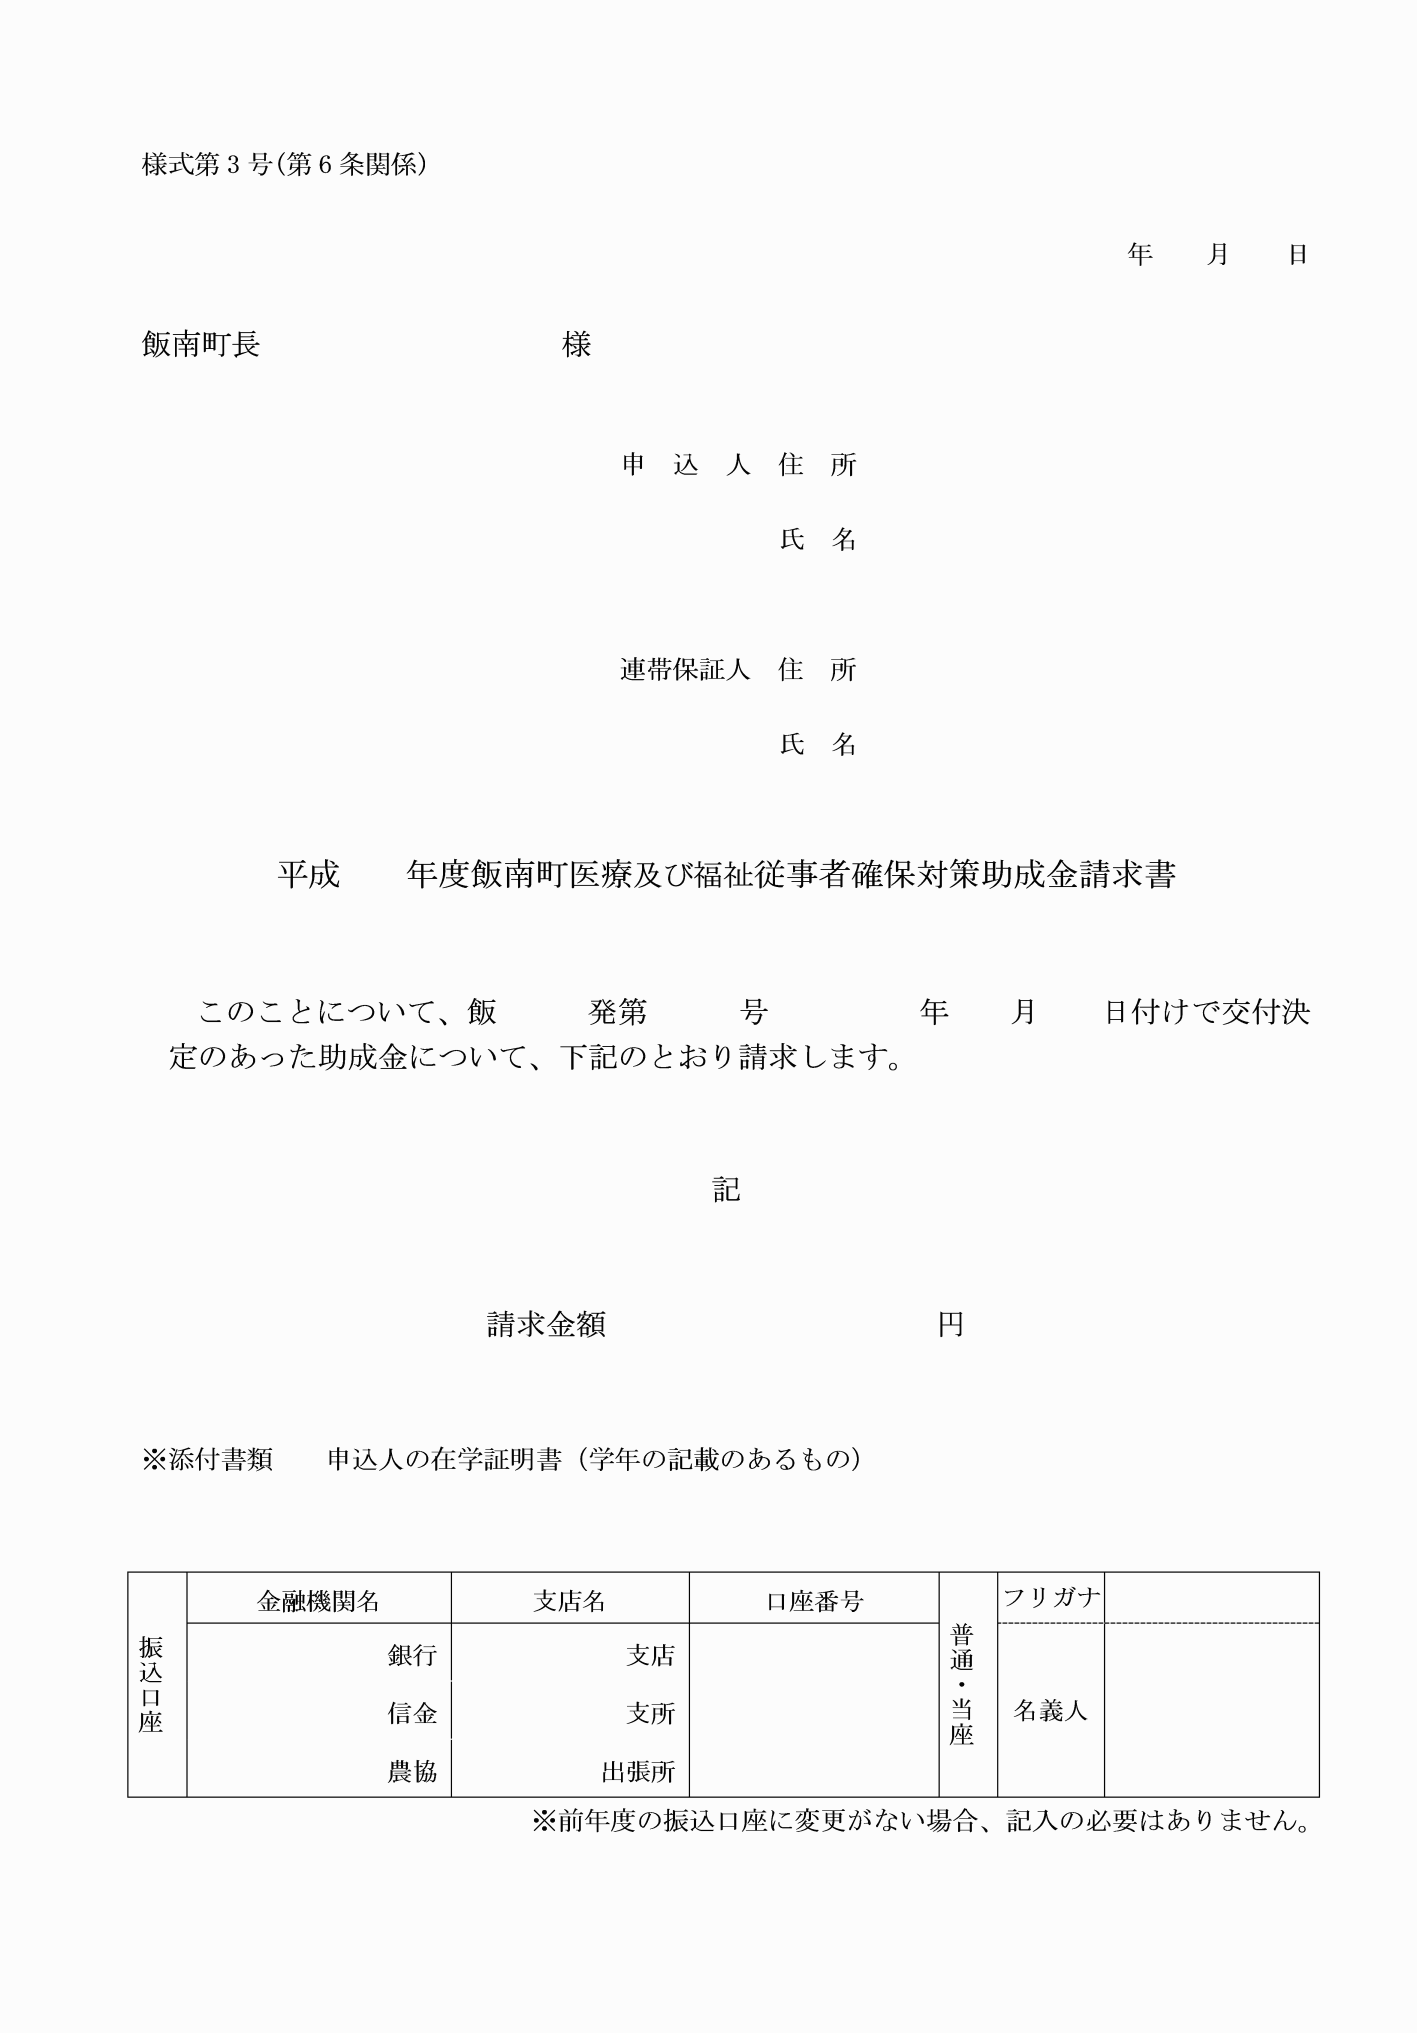 様式第3号(第6条関係)
年　　月　　日
飯南町長　　　　　　　　　　様
申　込　人　住　所
氏　名
連帯保証人　住　所
氏　名
平成　　年度飯南町医療及び福祉従事者確保対策助成金請求書
このことについて、飯　　　発第　　　号　　　　　年　　月　　日付けで交付決
定のあった助成金について、下記のとおり請求します。
記
請求金額　　　　　　　　　　　円
※添付書類　　申込人の在学証明書（学年の記載のあるもの）
振込口座
金融機関名　支店名　口座番号
銀行　支店
信金　支所
農協　出張所
普通・当座
フリガナ
名義人
※前年度の振込口座に変更がない場合、記入の必要はありません。